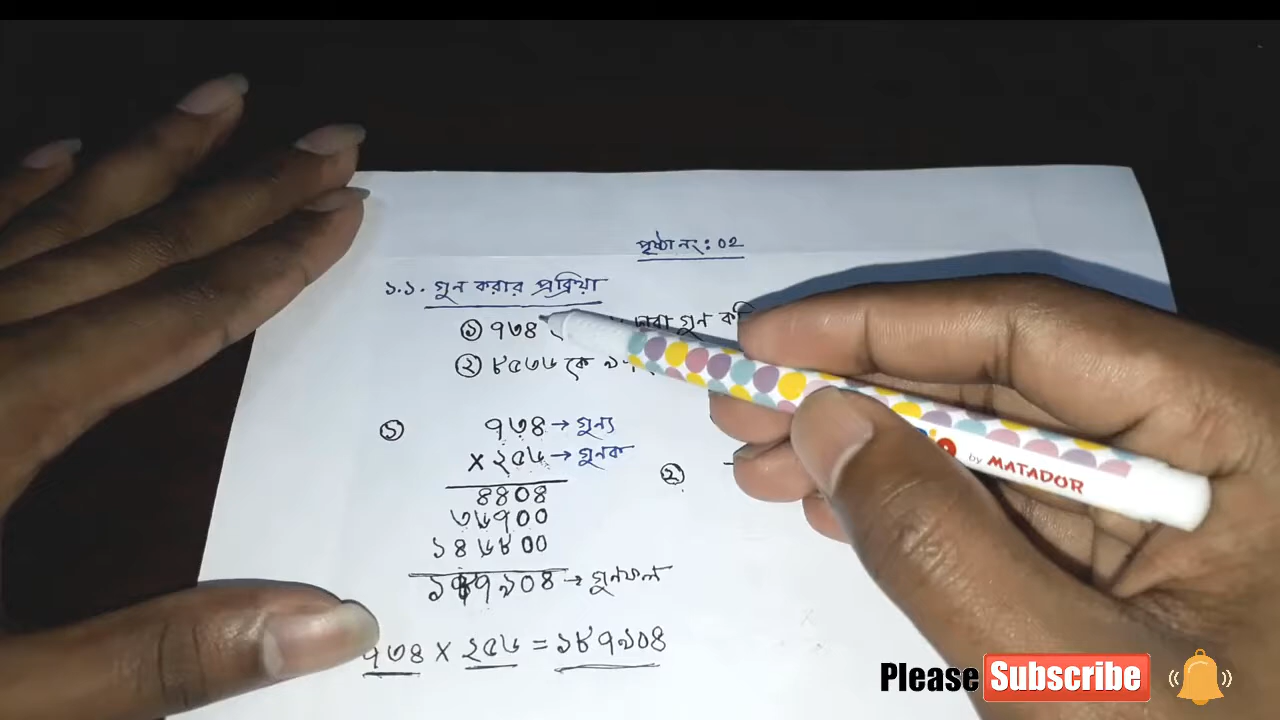 পৃষ্ঠা নং : ০২
১.১. গুন করার প্রক্রিয়া
① ৭৩৪ দ্বারা গুন
② ৮৫৩৬ কে
① ৭৩৪ → গুন্য
x ২৫৬ → গুনক
৪৪০৪
৩৬৭০০
১৪৬৮০০
১৮৭৯০৪ → গুনফল
৭৩৪ x ২৫৬ = ১৮৭৯০৪
②
by MATADOR
Please Subscribe